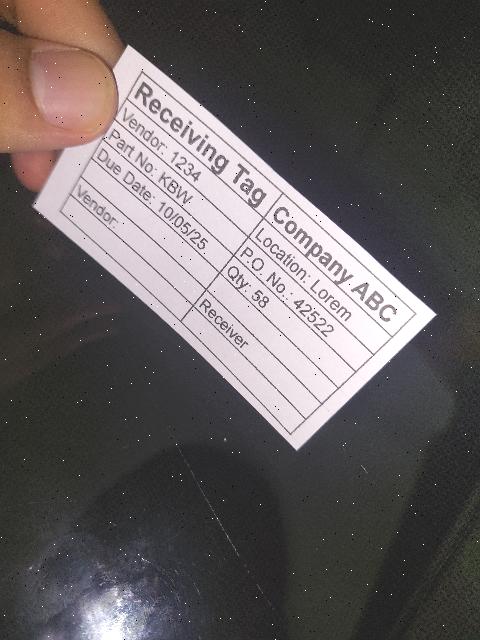 Receiving Tag Company ABC
Vendor: 1234 Location: Lorem
Part No: KBW P.O. No.: 42522
Due Date: 10/05/25 Qty: 58
Vendor: Receiver